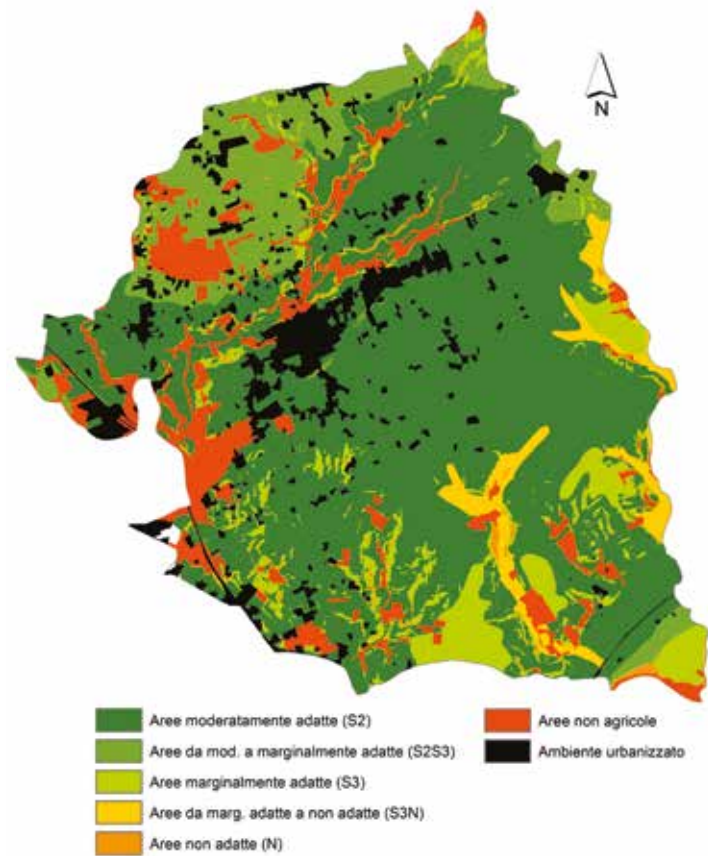 N
Aree moderatamente adatte (S2)
Aree da mod. a marginalmente adatte (S2S3)
Aree marginalmente adatte (S3)
Aree da marg. adatte a non adatte (S3N)
Aree non adatte (N)
Aree non agricole
Ambiente urbanizzato